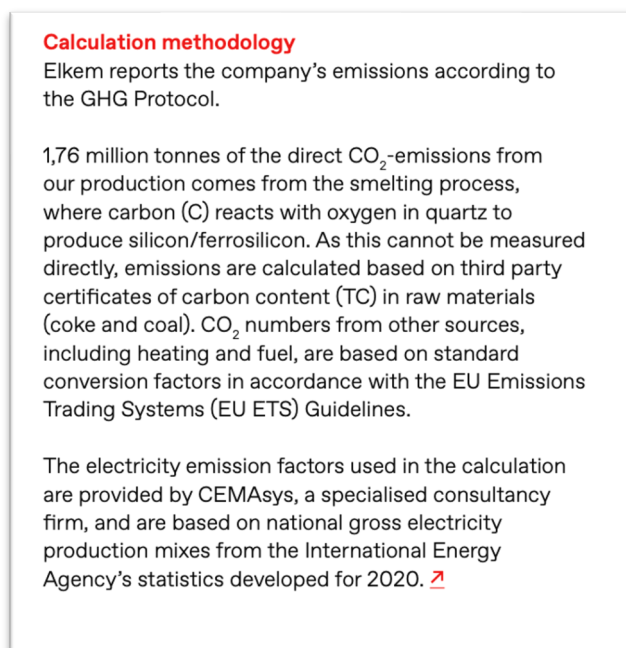 Calculation methodology
Elkem reports the company’s emissions according to
the GHG Protocol.
1,76 million tonnes of the direct CO₂-emissions from
our production comes from the smelting process,
where carbon (C) reacts with oxygen in quartz to
produce silicon/ferrosilicon. As this cannot be measured
directly, emissions are calculated based on third party
certificates of carbon content (TC) in raw materials
(coke and coal). CO₂ numbers from other sources,
including heating and fuel, are based on standard
conversion factors in accordance with the EU Emissions
Trading Systems (EU ETS) Guidelines.
The electricity emission factors used in the calculation
are provided by CEMAsys, a specialised consultancy
firm, and are based on national gross electricity
production mixes from the International Energy
Agency’s statistics developed for 2020. ↗